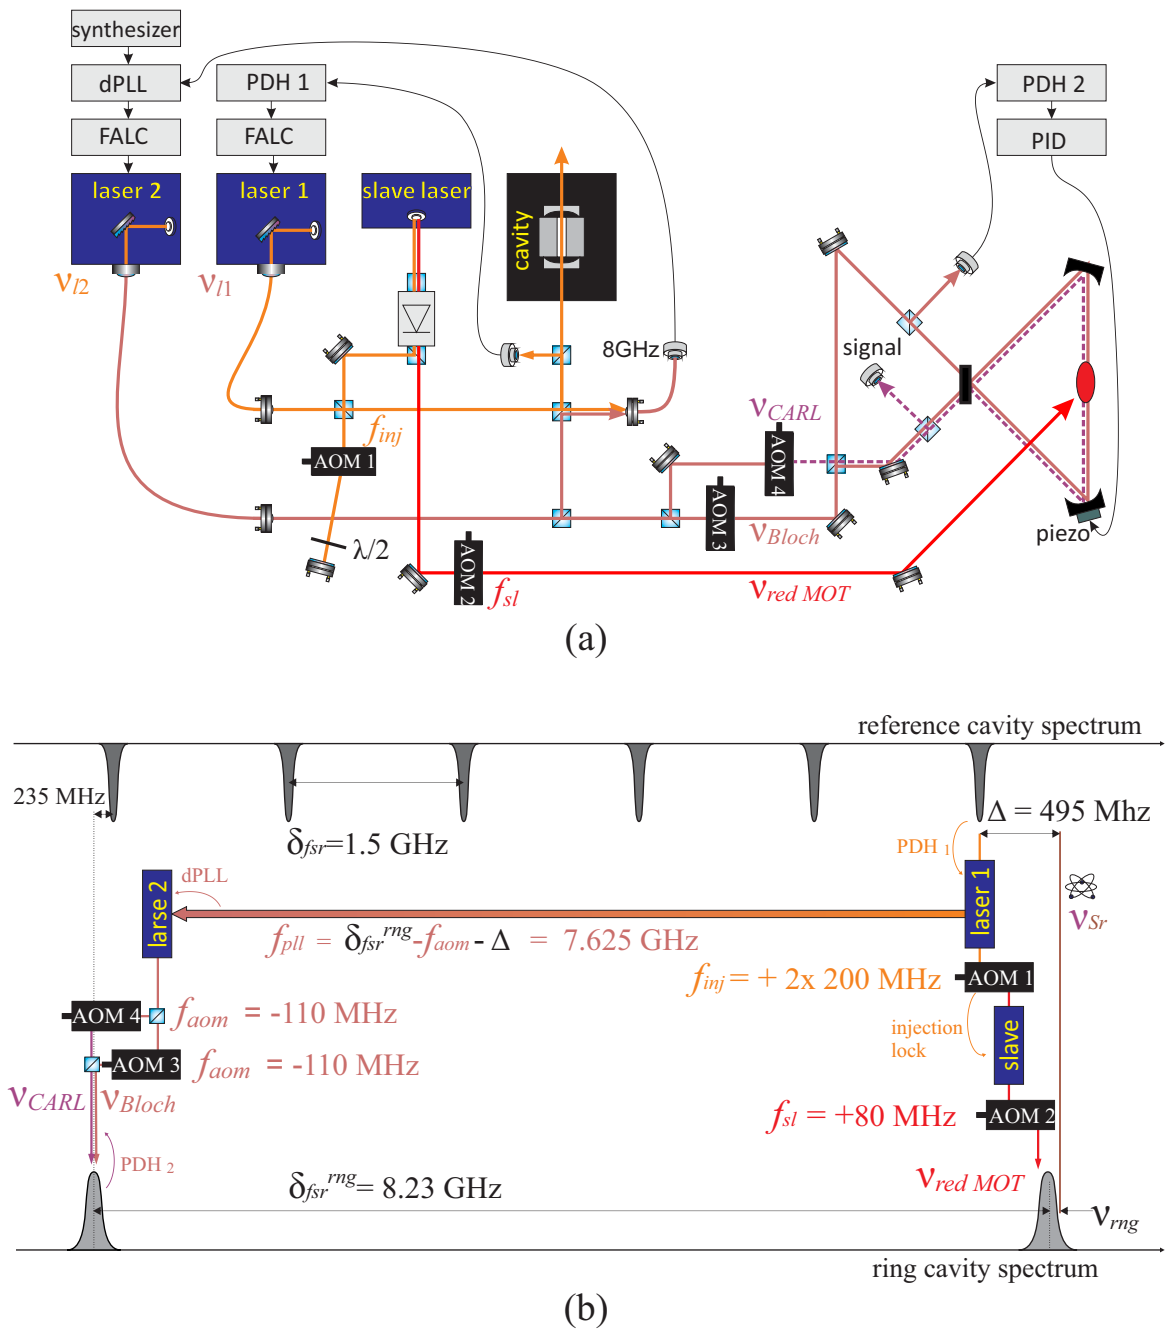 synthesizer
dPLL
PDH 1
PDH 2
FALC
FALC
PID
laser 2
laser 1
slave laser
cavity
νl2
νl1
8GHz
signal
finj
νCARL
AOM 1
AOM 4
AOM 3
νBloch
piezo
λ/2
AOM 2
fsl
νred MOT
(a)
reference cavity spectrum
235 MHz
Δ = 495 Mhz
δfsr=1.5 GHz
PDH 1
dPLL
larse 2
laser 1
νSr
fpll = δfsr^rng-faom- Δ = 7.625 GHz
finj = + 2x 200 MHz
AOM 1
AOM 4
faom = -110 MHz
injection
lock
slave
AOM 3
faom = -110 MHz
νCARL
νBloch
fsl = +80 MHz
AOM 2
PDH 2
νred MOT
δfsr^rng= 8.23 GHz
νrng
ring cavity spectrum
(b)